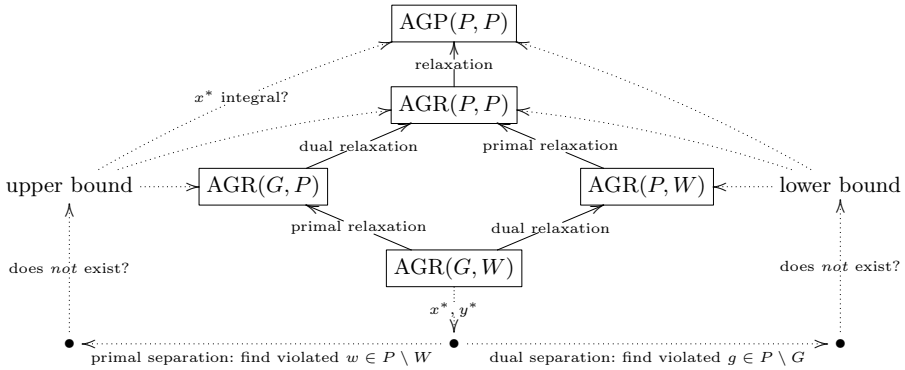 AGP(P, P)
relaxation
x* integral?
AGR(P, P)
dual relaxation
primal relaxation
upper bound
AGR(G, P)
AGR(P, W)
lower bound
primal relaxation
dual relaxation
AGR(G, W)
does not exist?
does not exist?
x*, y*
primal separation: find violated w ∈ P \ W
dual separation: find violated g ∈ P \ G